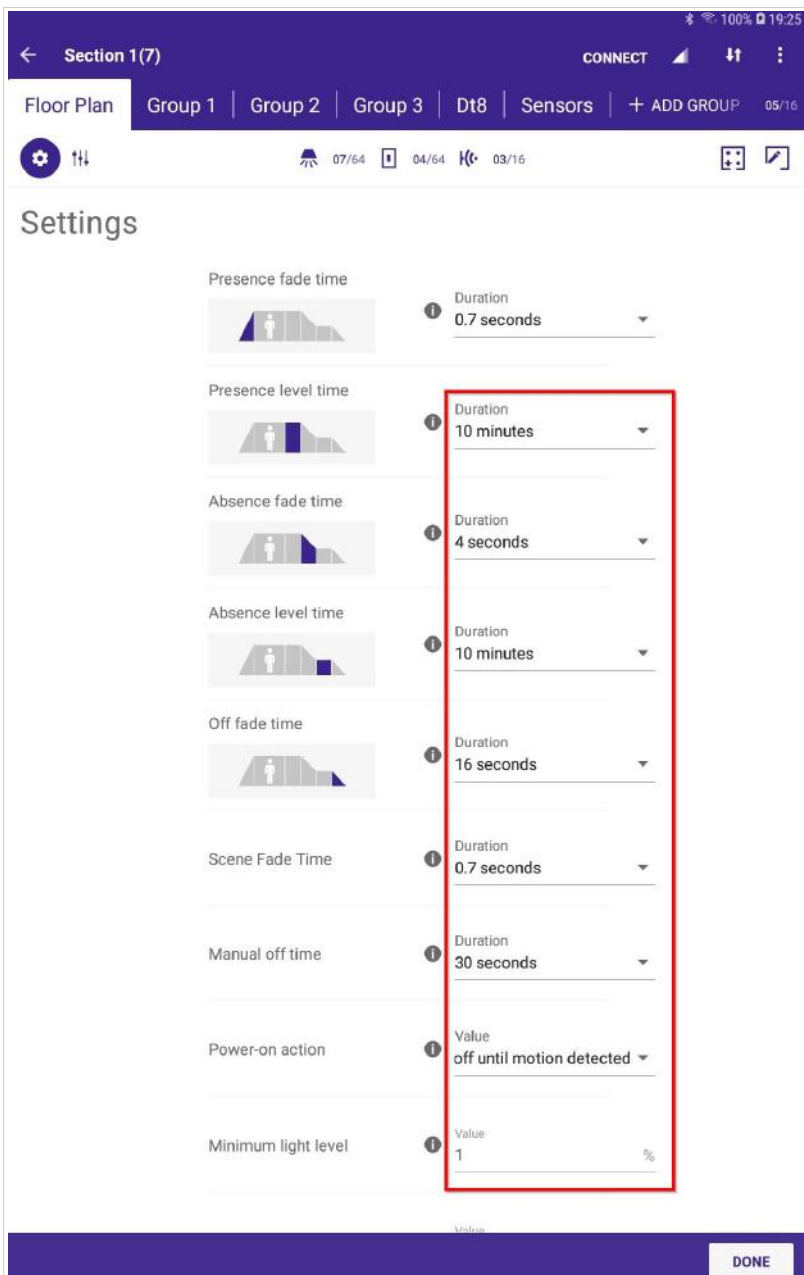 100% 19:25
Section 1(7) CONNECT
Floor Plan Group 1 Group 2 Group 3 Dt8 Sensors + ADD GROUP 05/16
07/64 04/64 03/16
Settings
Presence fade time
Duration
0.7 seconds
Presence level time
Duration
10 minutes
Absence fade time
Duration
4 seconds
Absence level time
Duration
10 minutes
Off fade time
Duration
16 seconds
Scene Fade Time
Duration
0.7 seconds
Manual off time
Duration
30 seconds
Power-on action
Value
off until motion detected
Minimum light level
Value
1 %
Value
DONE